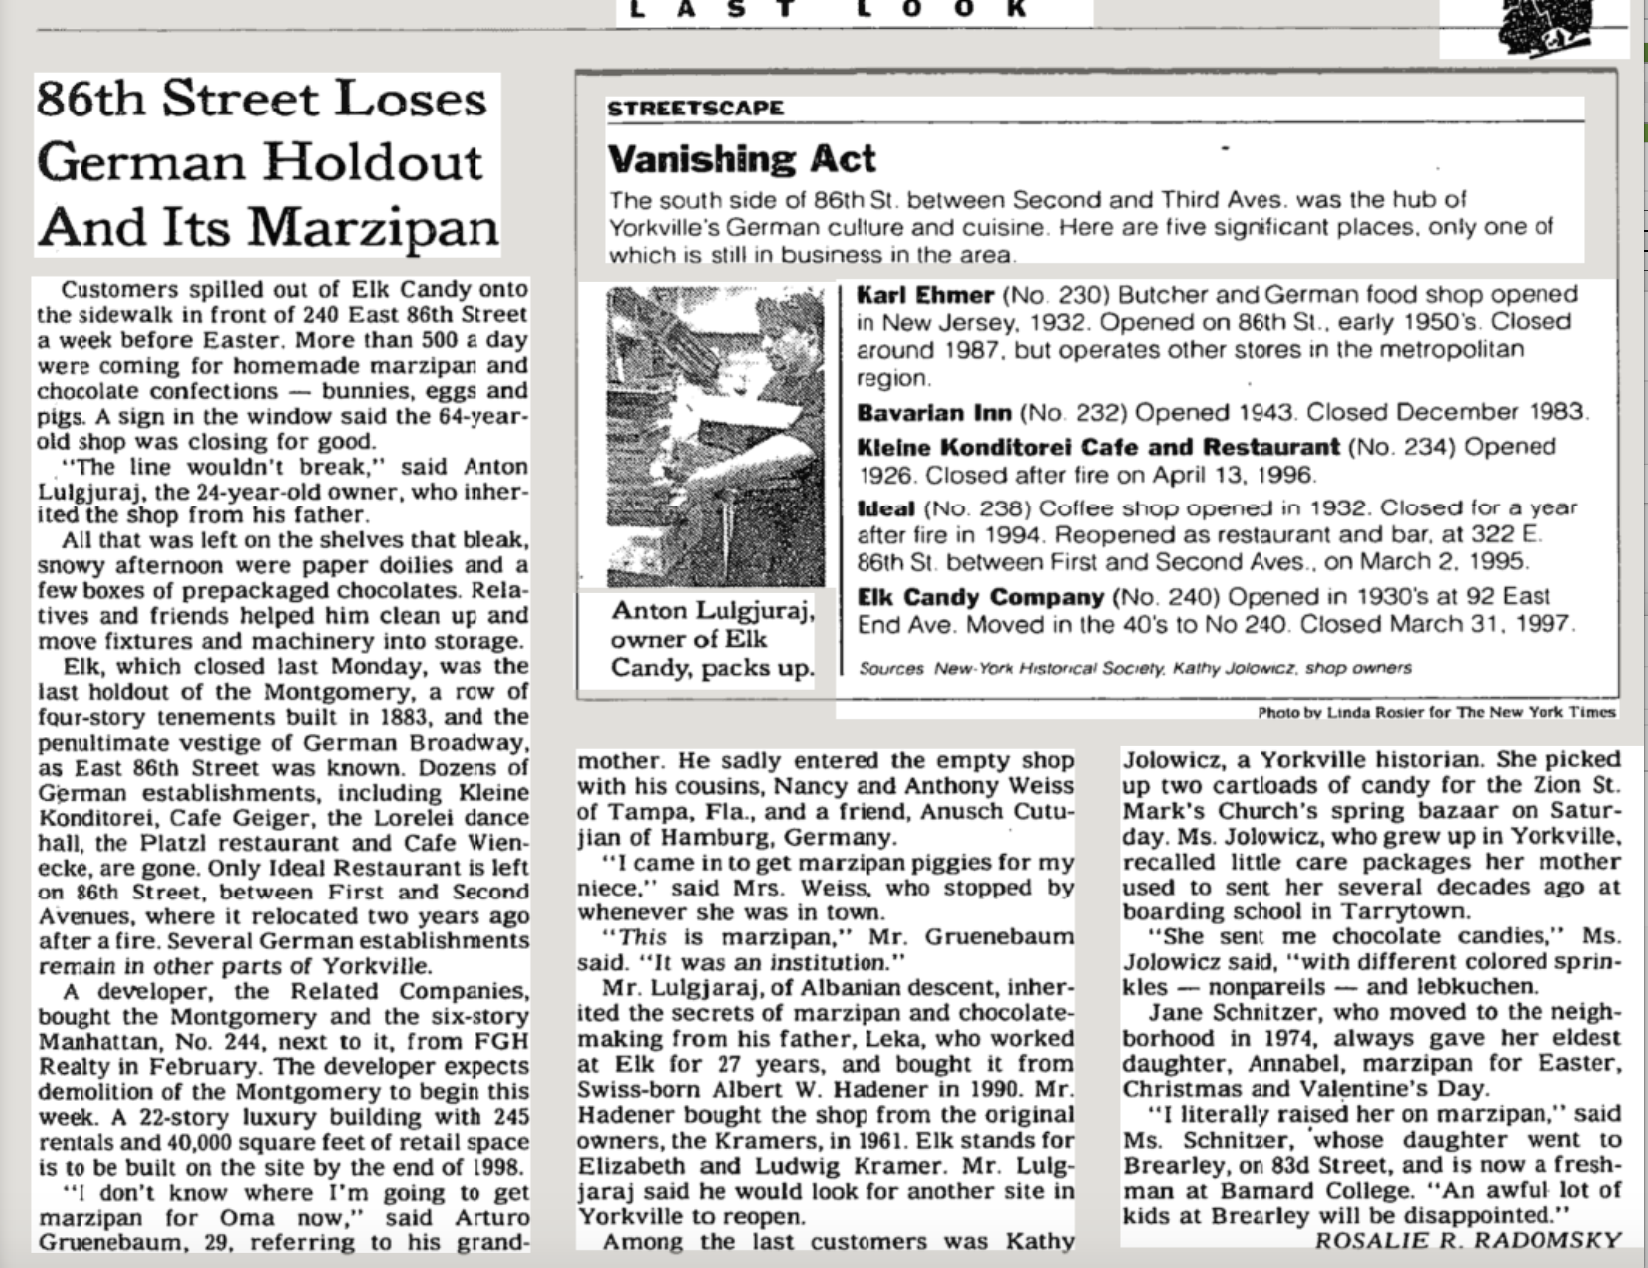 LAST LOOK
86th Street Loses
German Holdout
And Its Marzipan
Customers spilled out of Elk Candy onto
the sidewalk in front of 240 East 86th Street
a week before Easter. More than 500 a day
were coming for homemade marzipan and
chocolate confections — bunnies, eggs and
pigs. A sign in the window said the 64-year-
old shop was closing for good.
"The line wouldn't break," said Anton
Lulgjuraj, the 24-year-old owner, who inher-
ited the shop from his father.
All that was left on the shelves that bleak,
snowy afternoon were paper doilies and a
few boxes of prepackaged chocolates. Rela-
tives and friends helped him clean up and
move fixtures and machinery into storage.
Elk, which closed last Monday, was the
last holdout of the Montgomery, a row of
four-story tenements built in 1883, and the
penultimate vestige of German Broadway,
as East 86th Street was known. Dozens of
German establishments, including Kleine
Konditorei, Cafe Geiger, the Lorelei dance
hall, the Platzl restaurant and Cafe Wien-
ecke, are gone. Only Ideal Restaurant is left
on 86th Street, between First and Second
Avenues, where it relocated two years ago
after a fire. Several German establishments
remain in other parts of Yorkville.
A developer, the Related Companies,
bought the Montgomery and the six-story
Manhattan, No. 244, next to it, from FGH
Realty in February. The developer expects
demolition of the Montgomery to begin this
week. A 22-story luxury building with 245
rentals and 40,000 square feet of retail space
is to be built on the site by the end of 1998.
"I don't know where I'm going to get
marzipan for Oma now," said Arturo
Gruenebaum, 29, referring to his grand-
STREETSCAPE
Vanishing Act
The south side of 86th St. between Second and Third Aves. was the hub of
Yorkville's German culture and cuisine. Here are five significant places, only one of
which is still in business in the area.
Karl Ehmer (No. 230) Butcher and German food shop opened
in New Jersey, 1932. Opened on 86th St., early 1950's. Closed
around 1987, but operates other stores in the metropolitan
region.
Bavarian Inn (No. 232) Opened 1943. Closed December 1983.
Kleine Konditorei Cafe and Restaurant (No. 234) Opened
1926. Closed after fire on April 13, 1996.
Ideal (No. 238) Coffee shop opened in 1932. Closed for a year
after fire in 1994. Reopened as restaurant and bar, at 322 E.
86th St. between First and Second Aves., on March 2, 1995.
Elk Candy Company (No. 240) Opened in 1930's at 92 East
End Ave. Moved in the 40's to No 240. Closed March 31, 1997.
Sources New-York Historical Society, Kathy Jolowicz, shop owners
Anton Lulgjuraj,
owner of Elk
Candy, packs up.
Photo by Linda Rosier for The New York Times
mother. He sadly entered the empty shop
with his cousins, Nancy and Anthony Weiss
of Tampa, Fla., and a friend, Anusch Cutu-
jian of Hamburg, Germany.
"I came in to get marzipan piggies for my
niece," said Mrs. Weiss, who stopped by
whenever she was in town.
"This is marzipan," Mr. Gruenebaum
said. "It was an institution."
Mr. Lulgjaraj, of Albanian descent, inher-
ited the secrets of marzipan and chocolate-
making from his father, Leka, who worked
at Elk for 27 years, and bought it from
Swiss-born Albert W. Hadener in 1990. Mr.
Hadener bought the shop from the original
owners, the Kramers, in 1961. Elk stands for
Elizabeth and Ludwig Kramer. Mr. Lulg-
jaraj said he would look for another site in
Yorkville to reopen.
Among the last customers was Kathy
Jolowicz, a Yorkville historian. She picked
up two cartloads of candy for the Zion St.
Mark's Church's spring bazaar on Satur-
day. Ms. Jolowicz, who grew up in Yorkville,
recalled little care packages her mother
used to sent her several decades ago at
boarding school in Tarrytown.
"She sent me chocolate candies," Ms.
Jolowicz said, "with different colored sprin-
kles — nonpareils — and lebkuchen.
Jane Schnitzer, who moved to the neigh-
borhood in 1974, always gave her eldest
daughter, Annabel, marzipan for Easter,
Christmas and Valentine's Day.
"I literally raised her on marzipan," said
Ms. Schnitzer, whose daughter went to
Brearley, on 83d Street, and is now a fresh-
man at Barnard College. "An awful lot of
kids at Brearley will be disappointed."
ROSALIE R. RADOMSKY